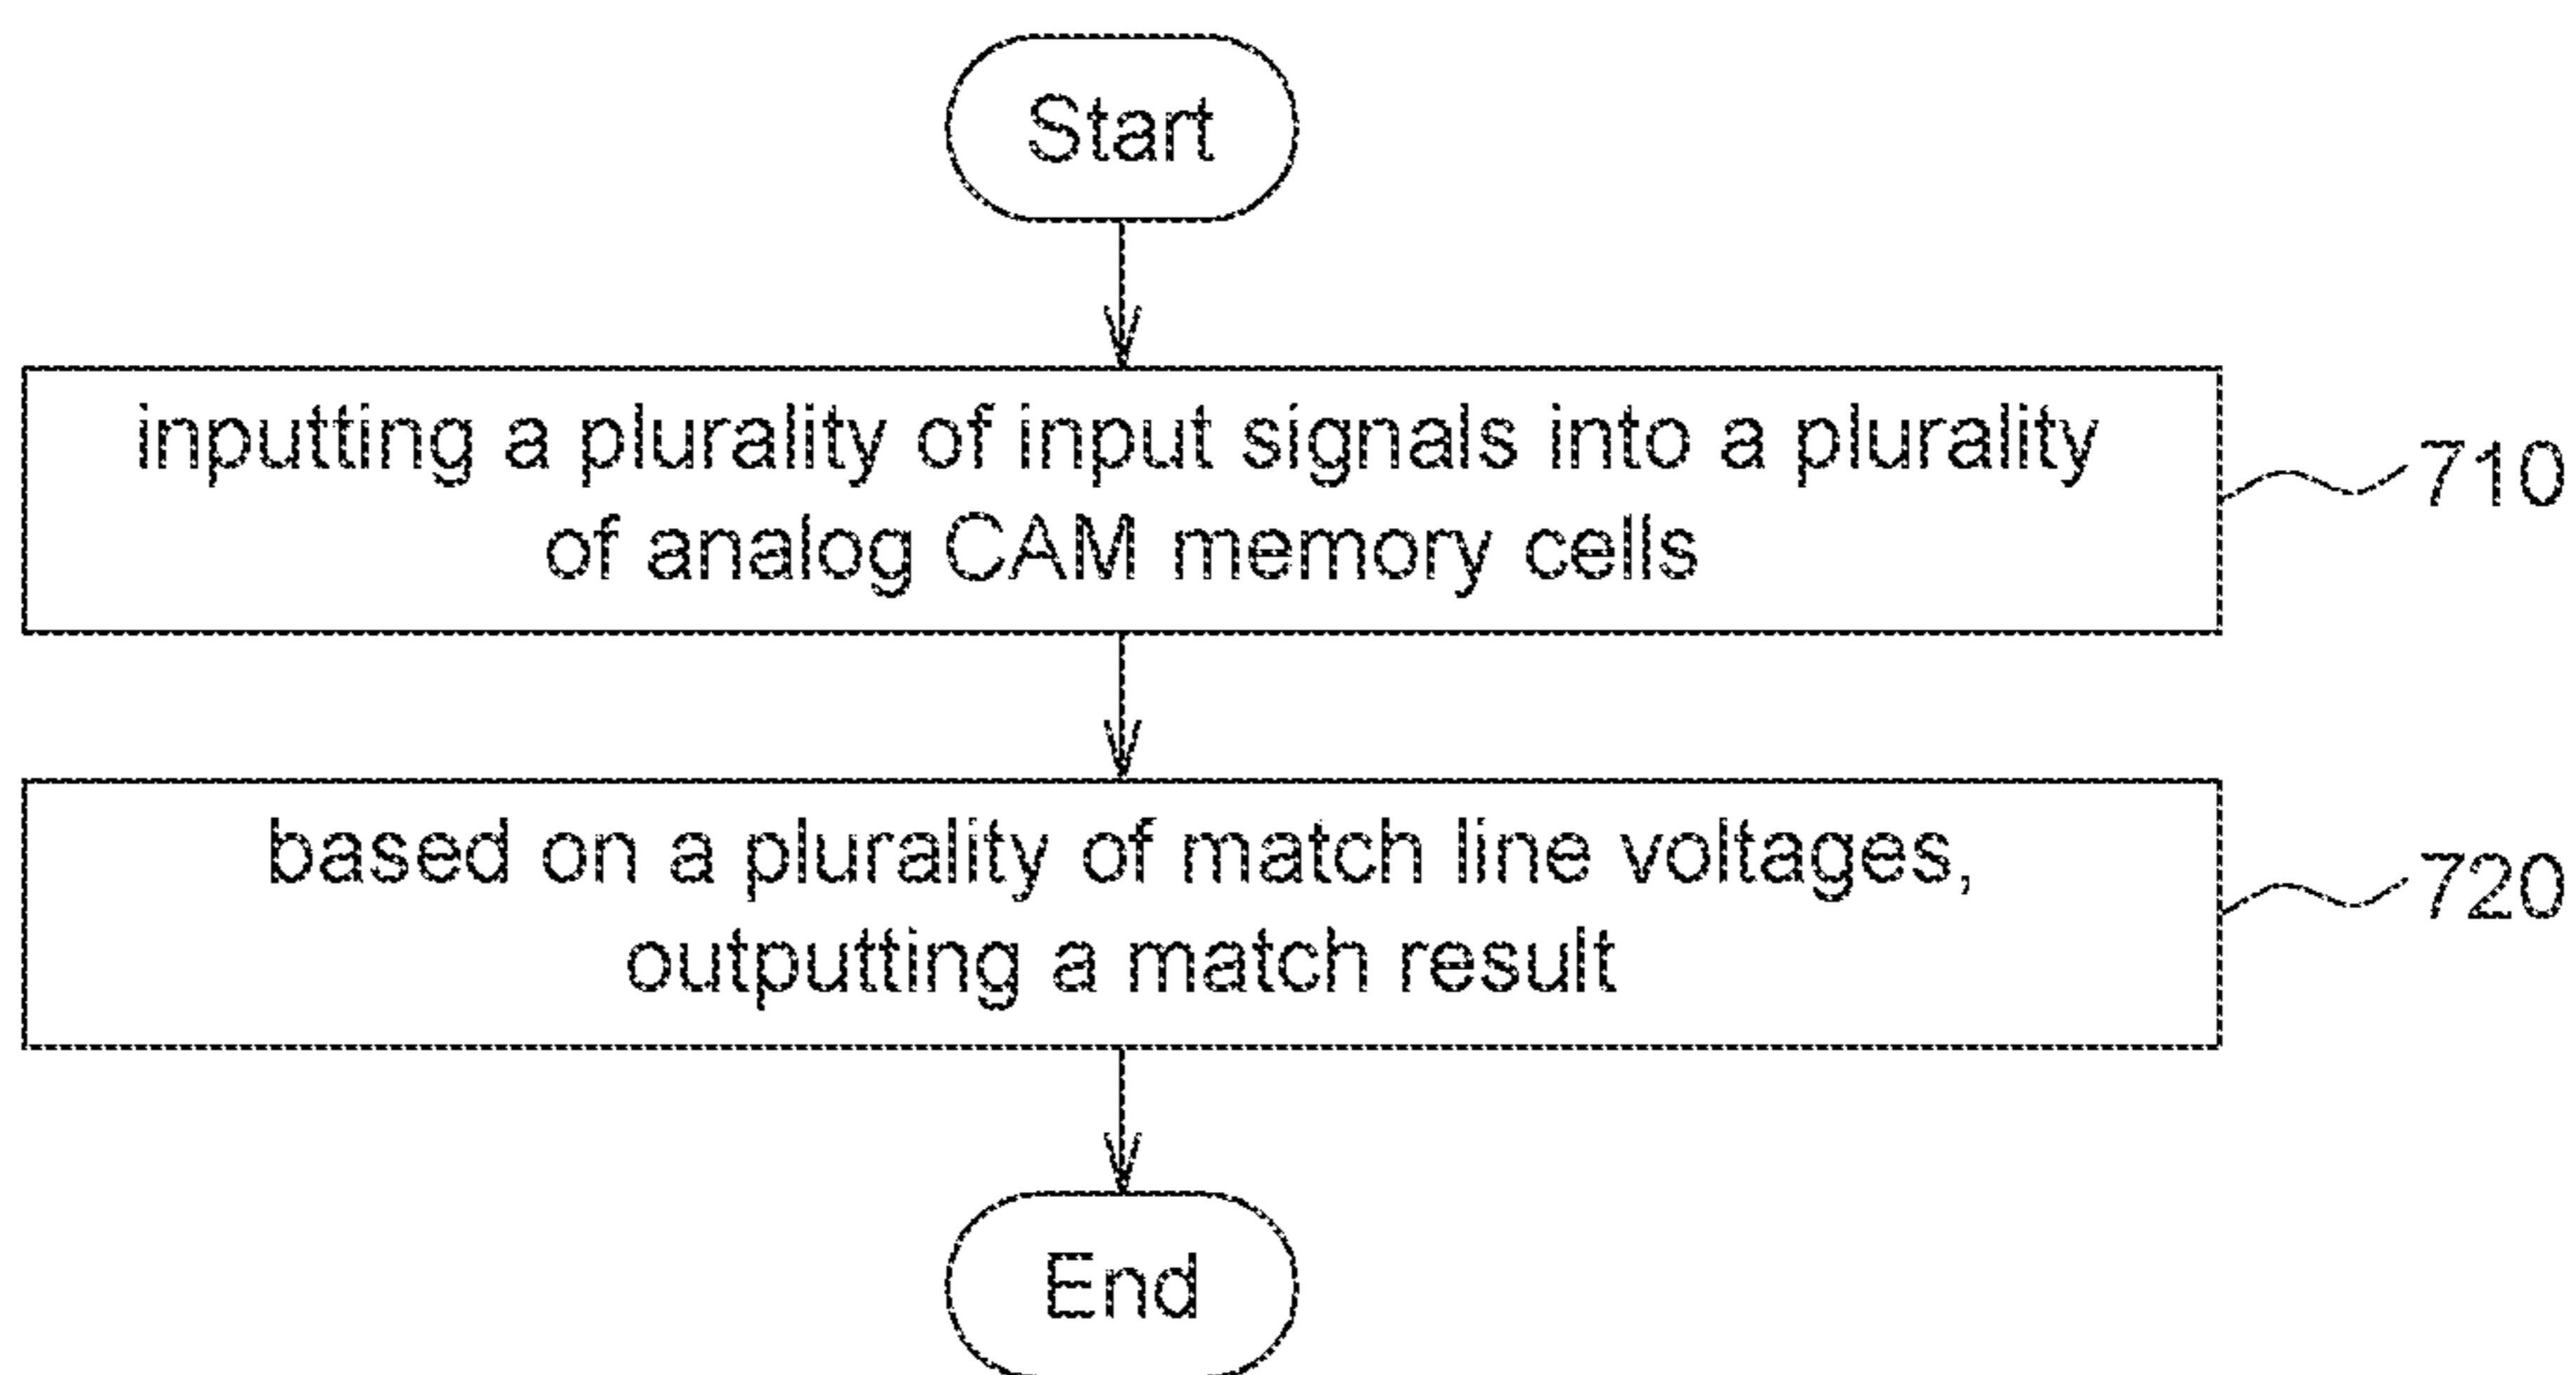 Start
inputting a plurality of input signals into a plurality
of analog CAM memory cells
710
based on a plurality of match line voltages,
outputting a match result
720
End